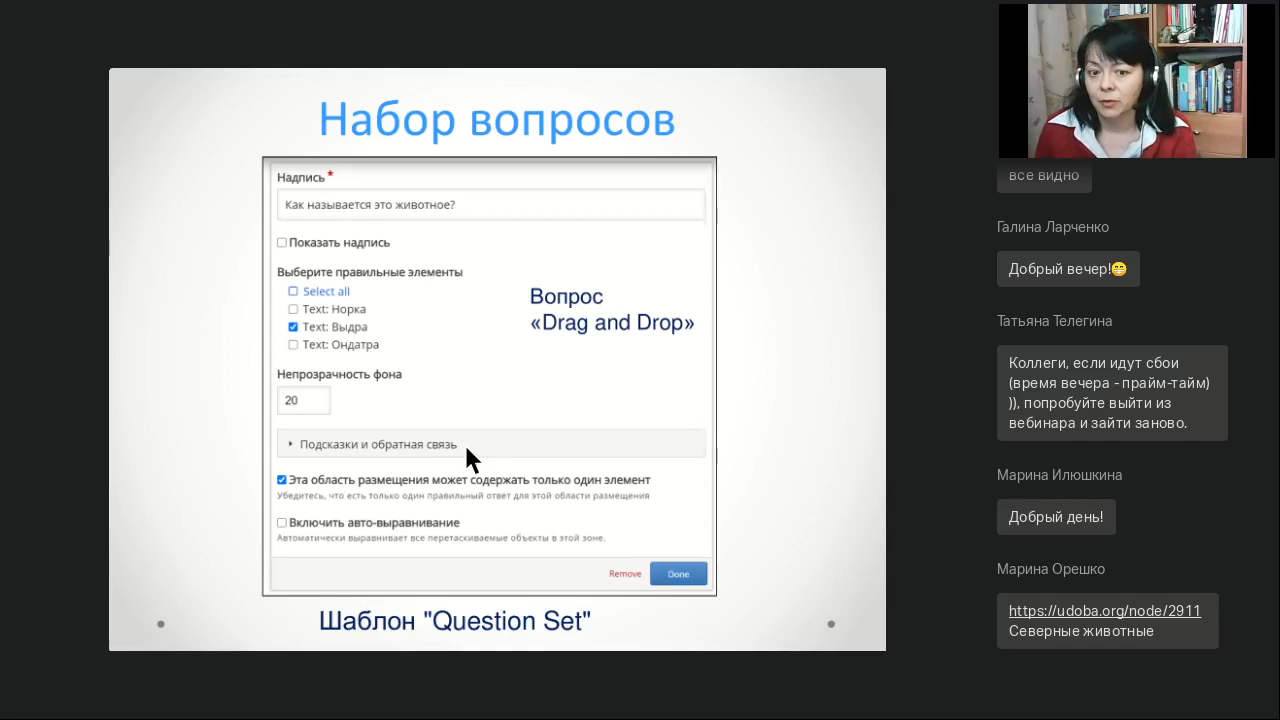 Набор вопросов
Надпись *
Как называется это животное?
Показать надпись
Выберите правильные элементы
Select all
Text: Норка
Text: Выдра
Text: Ондатра
Вопрос
«Drag and Drop»
Непрозрачность фона
20
Подсказки и обратная связь
Эта область размещения может содержать только один элемент
Убедитесь, что есть только один правильный ответ для этой области размещения
Включить авто-выравнивание
Автоматически выравнивает все перетаскиваемые объекты в этой зоне.
Remove
Done
Шаблон "Question Set"
все видно
Галина Ларченко
Добрый вечер!😁
Татьяна Телегина
Коллеги, если идут сбои
(время вечера - прайм-тайм)
)), попробуйте выйти из
вебинара и зайти заново.
Марина Илюшкина
Добрый день!
Марина Орешко
https://udoba.org/node/2911
Северные животные